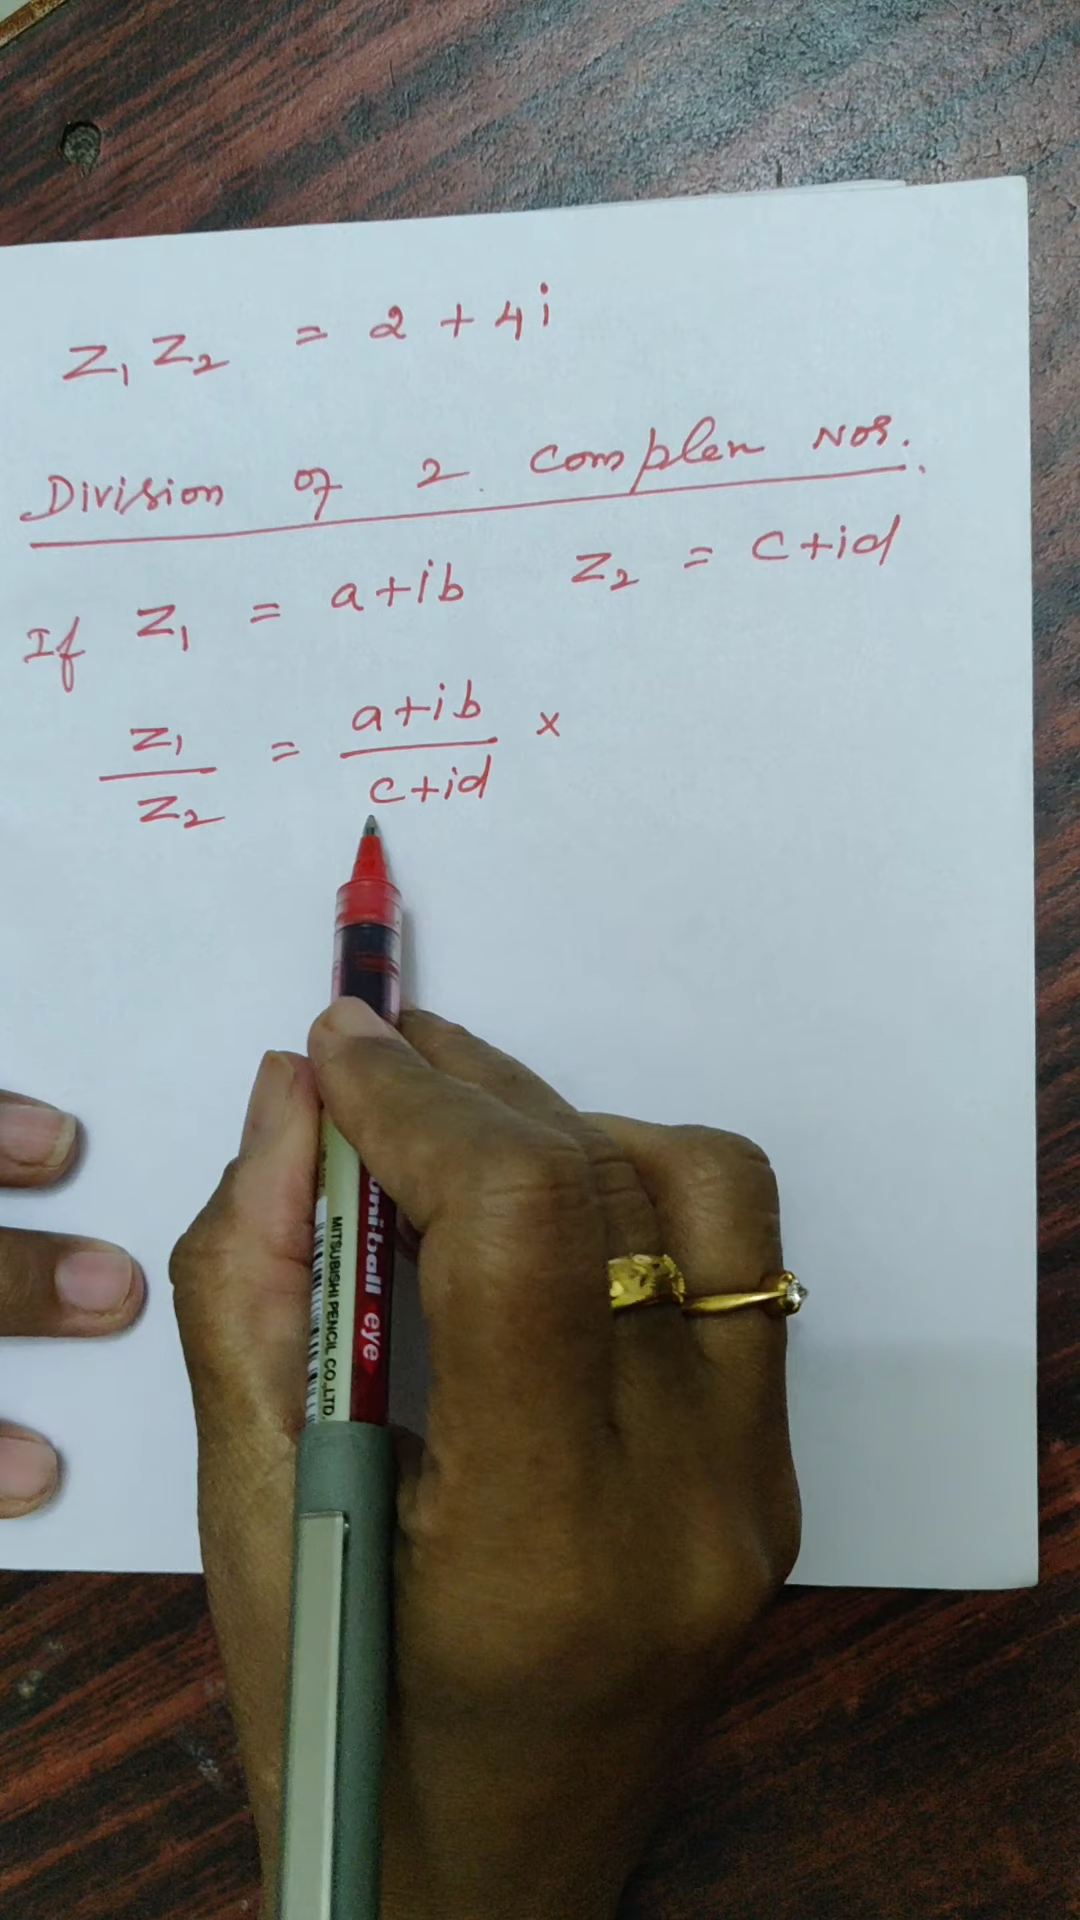 Z₁ Z₂ = 2 + 4i
Division of 2 Complex Nos.
If Z₁ = a+ib Z₂ = c+id
Z₁/Z₂ = a+ib/c+id ×
uni-ball eye
MITSUBISHI PENCIL CO.,LTD.